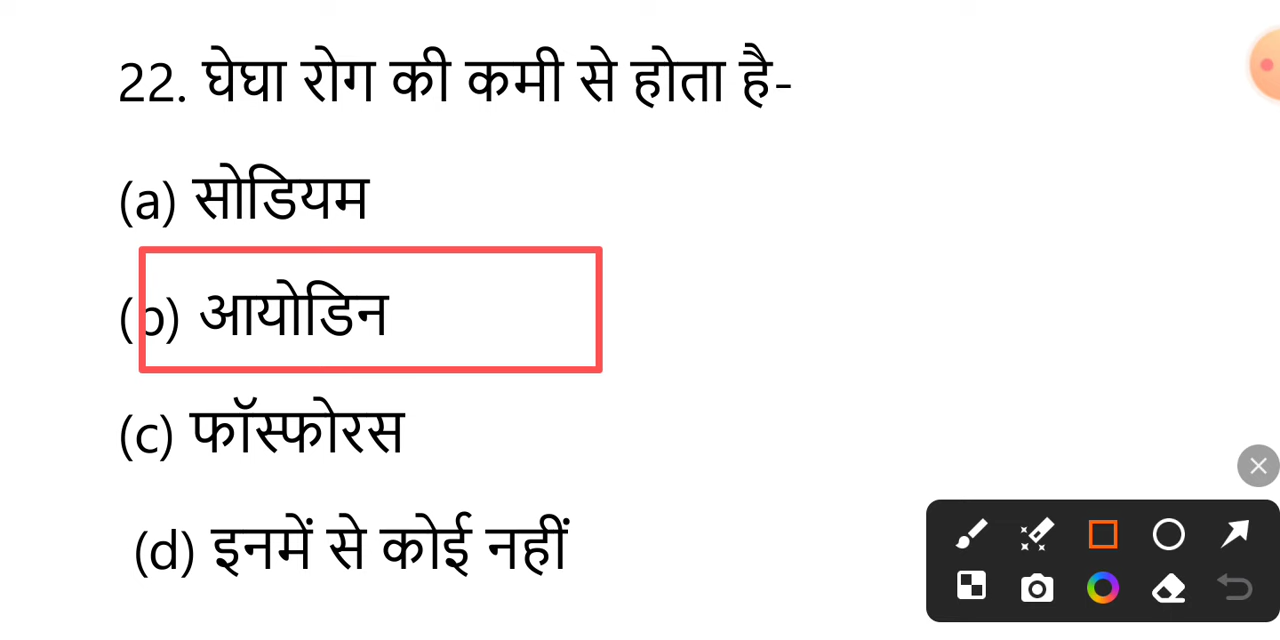 22. घेघा रोग की कमी से होता है-
(a) सोडियम
(b) आयोडिन
(c) फॉस्फोरस
(d) इनमें से कोई नहीं